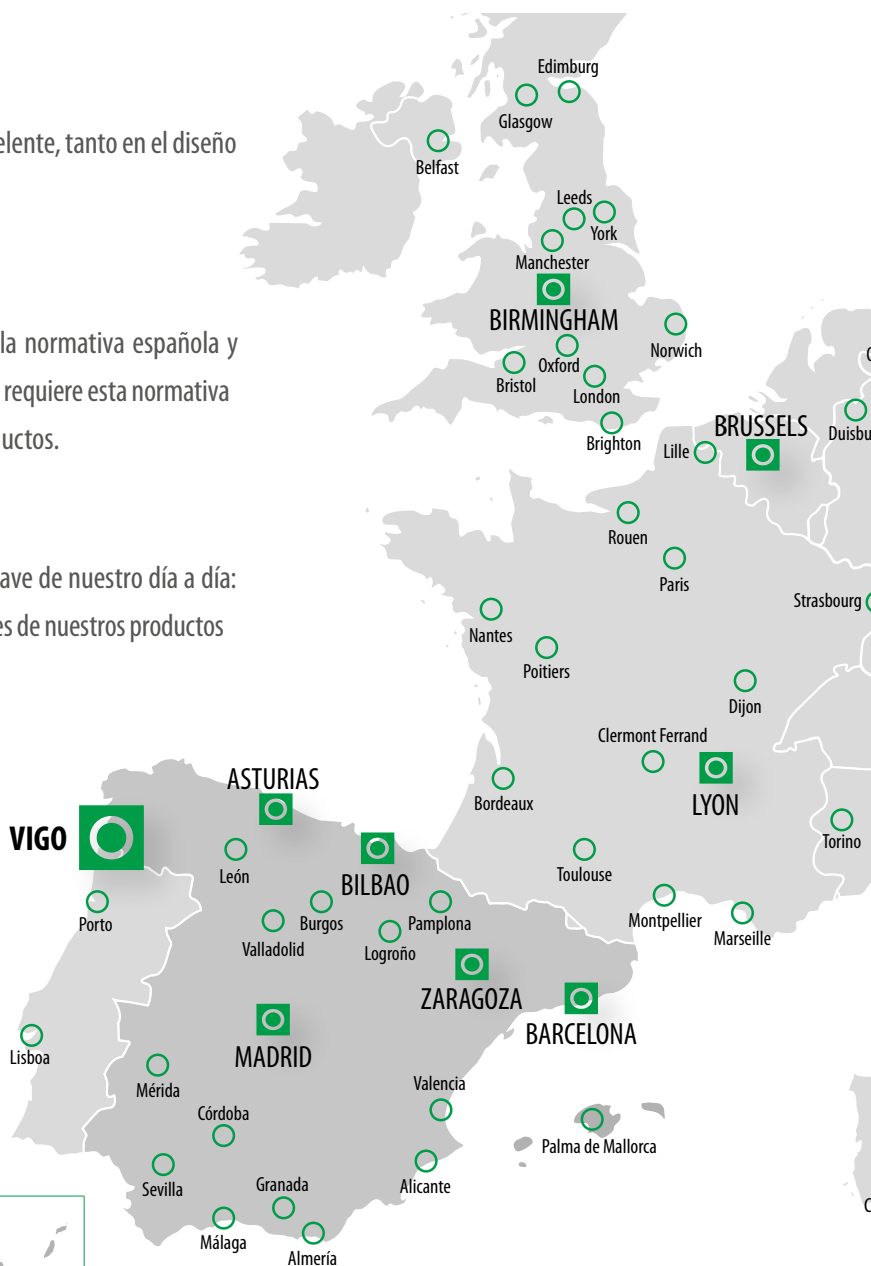 Edimburg
Glasgow
elente, tanto en el diseño
Belfast
Leeds
York
Manchester
BIRMINGHAM
la normativa española y
Norwich
Oxford
requiere esta normativa
Bristol
London
uctos.
BRUSSELS
Duisbu
Brighton
Lille
Rouen
ave de nuestro día a día:
Paris
Strasbourg
es de nuestros productos
Nantes
Poitiers
Dijon
Clermont Ferrand
ASTURIAS
LYON
Bordeaux
VIGO
Torino
León
Toulouse
BILBAO
Porto
Burgos
Pamplona
Montpellier
Marseille
Valladolid
Logroño
ZARAGOZA
BARCELONA
Lisboa
MADRID
Mérida
Valencia
Córdoba
Palma de Mallorca
Sevilla
Granada
Alicante
Málaga
Almería